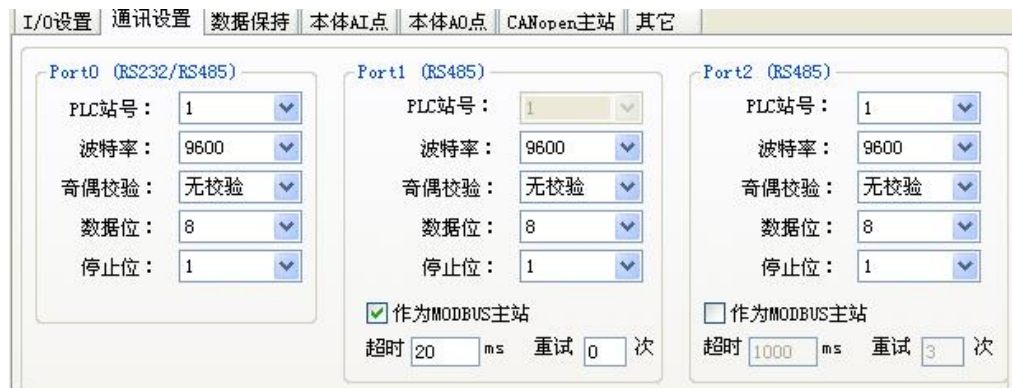 I/O设置 通讯设置 数据保持 本体AI点 本体AO点 CANopen主站 其它
Port0 (RS232/RS485) Port1 (RS485) Port2 (RS485)
PLC站号： 1 PLC站号： 1 PLC站号： 1
波特率： 9600 波特率： 9600 波特率： 9600
奇偶校验： 无校验 奇偶校验： 无校验 奇偶校验： 无校验
数据位： 8 数据位： 8 数据位： 8
停止位： 1 停止位： 1 停止位： 1
作为MODBUS主站 作为MODBUS主站
超时 20 ms 重试 0 次 超时 1000 ms 重试 3 次